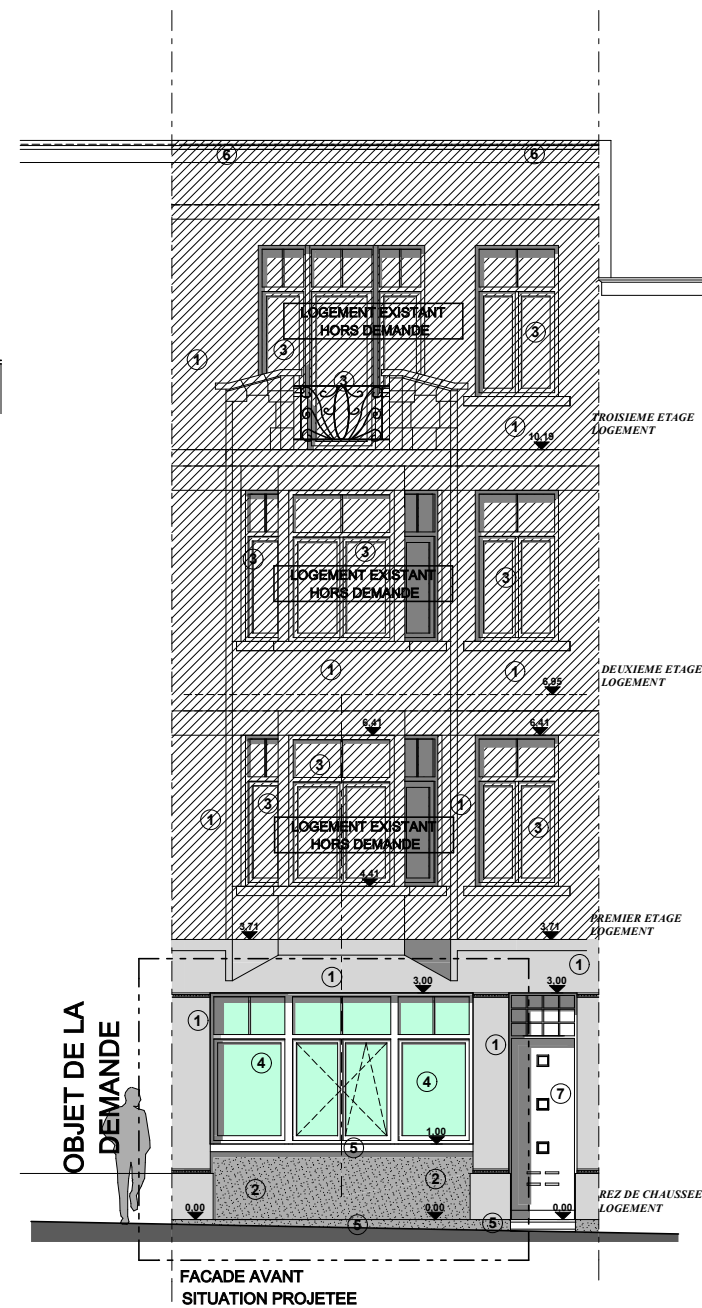 6 6
LOGEMENT EXISTANT
HORS DEMANDE
3
3
1
3
1
TROISIEME ETAGE
LOGEMENT
10,19
3
3
LOGEMENT EXISTANT
HORS DEMANDE
3
1
1
DEUXIEME ETAGE
LOGEMENT
6,95
6,41 6,41
3
3
1
1
LOGEMENT EXISTANT
HORS DEMANDE
3
4,41
PREMIER ETAGE
LOGEMENT
3,71 3,71
1
1
3,00 3,00
1
1
4
4
7
OBJET DE LA
DEMANDE
1,00
5
2
2
REZ DE CHAUSSEE
LOGEMENT
0,00 0,00 0,00
5
5
FACADE AVANT
SITUATION PROJETEE